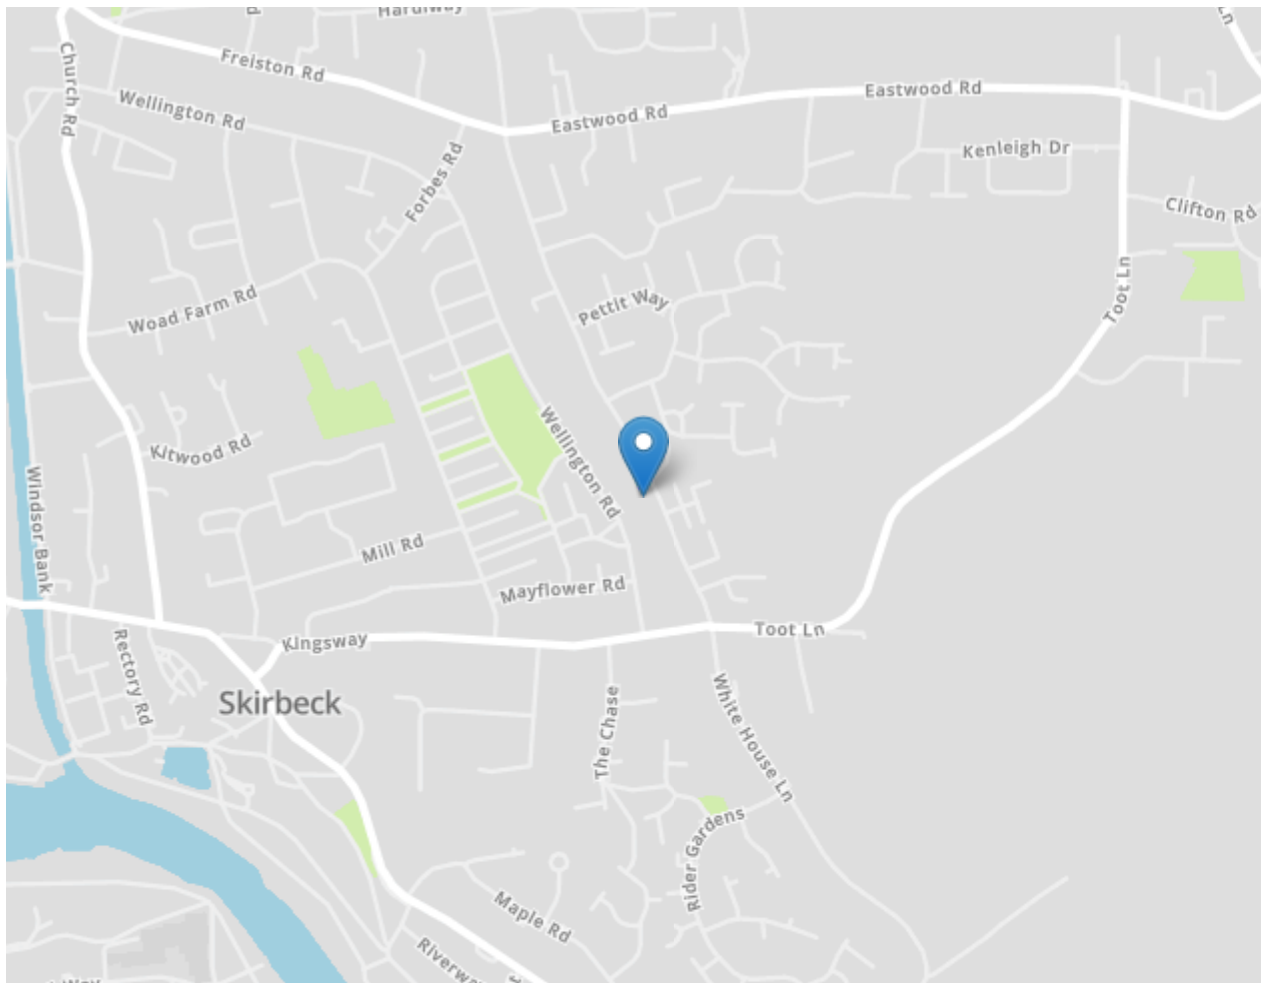 Hardiway
Ln
Church Rd
Freiston Rd
Wellington Rd
Eastwood Rd
Eastwood Rd
Kenleigh Dr
Forbes Rd
Clifton Rd
Toot Ln
Woad Farm Rd
Pettit Way
Wellington Rd
Kitwood Rd
Windsor Bank
Mill Rd
Mayflower Rd
Kingsway
Toot Ln
Rectory Rd
Skirbeck
White House Ln
The Chase
Rider Gardens
Maple Rd